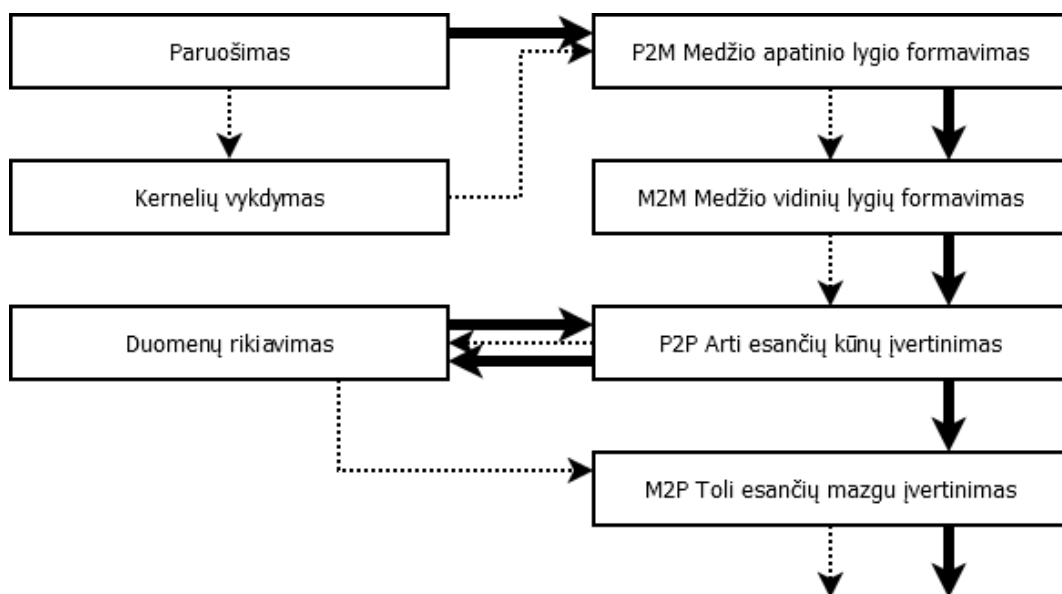 Paruošimas
P2M Medžio apatinio lygio formavimas
Kernelių vykdymas
M2M Medžio vidinių lygių formavimas
Duomenų rikiavimas
P2P Arti esančių kūnų įvertinimas
M2P Toli esančių mazgu įvertinimas